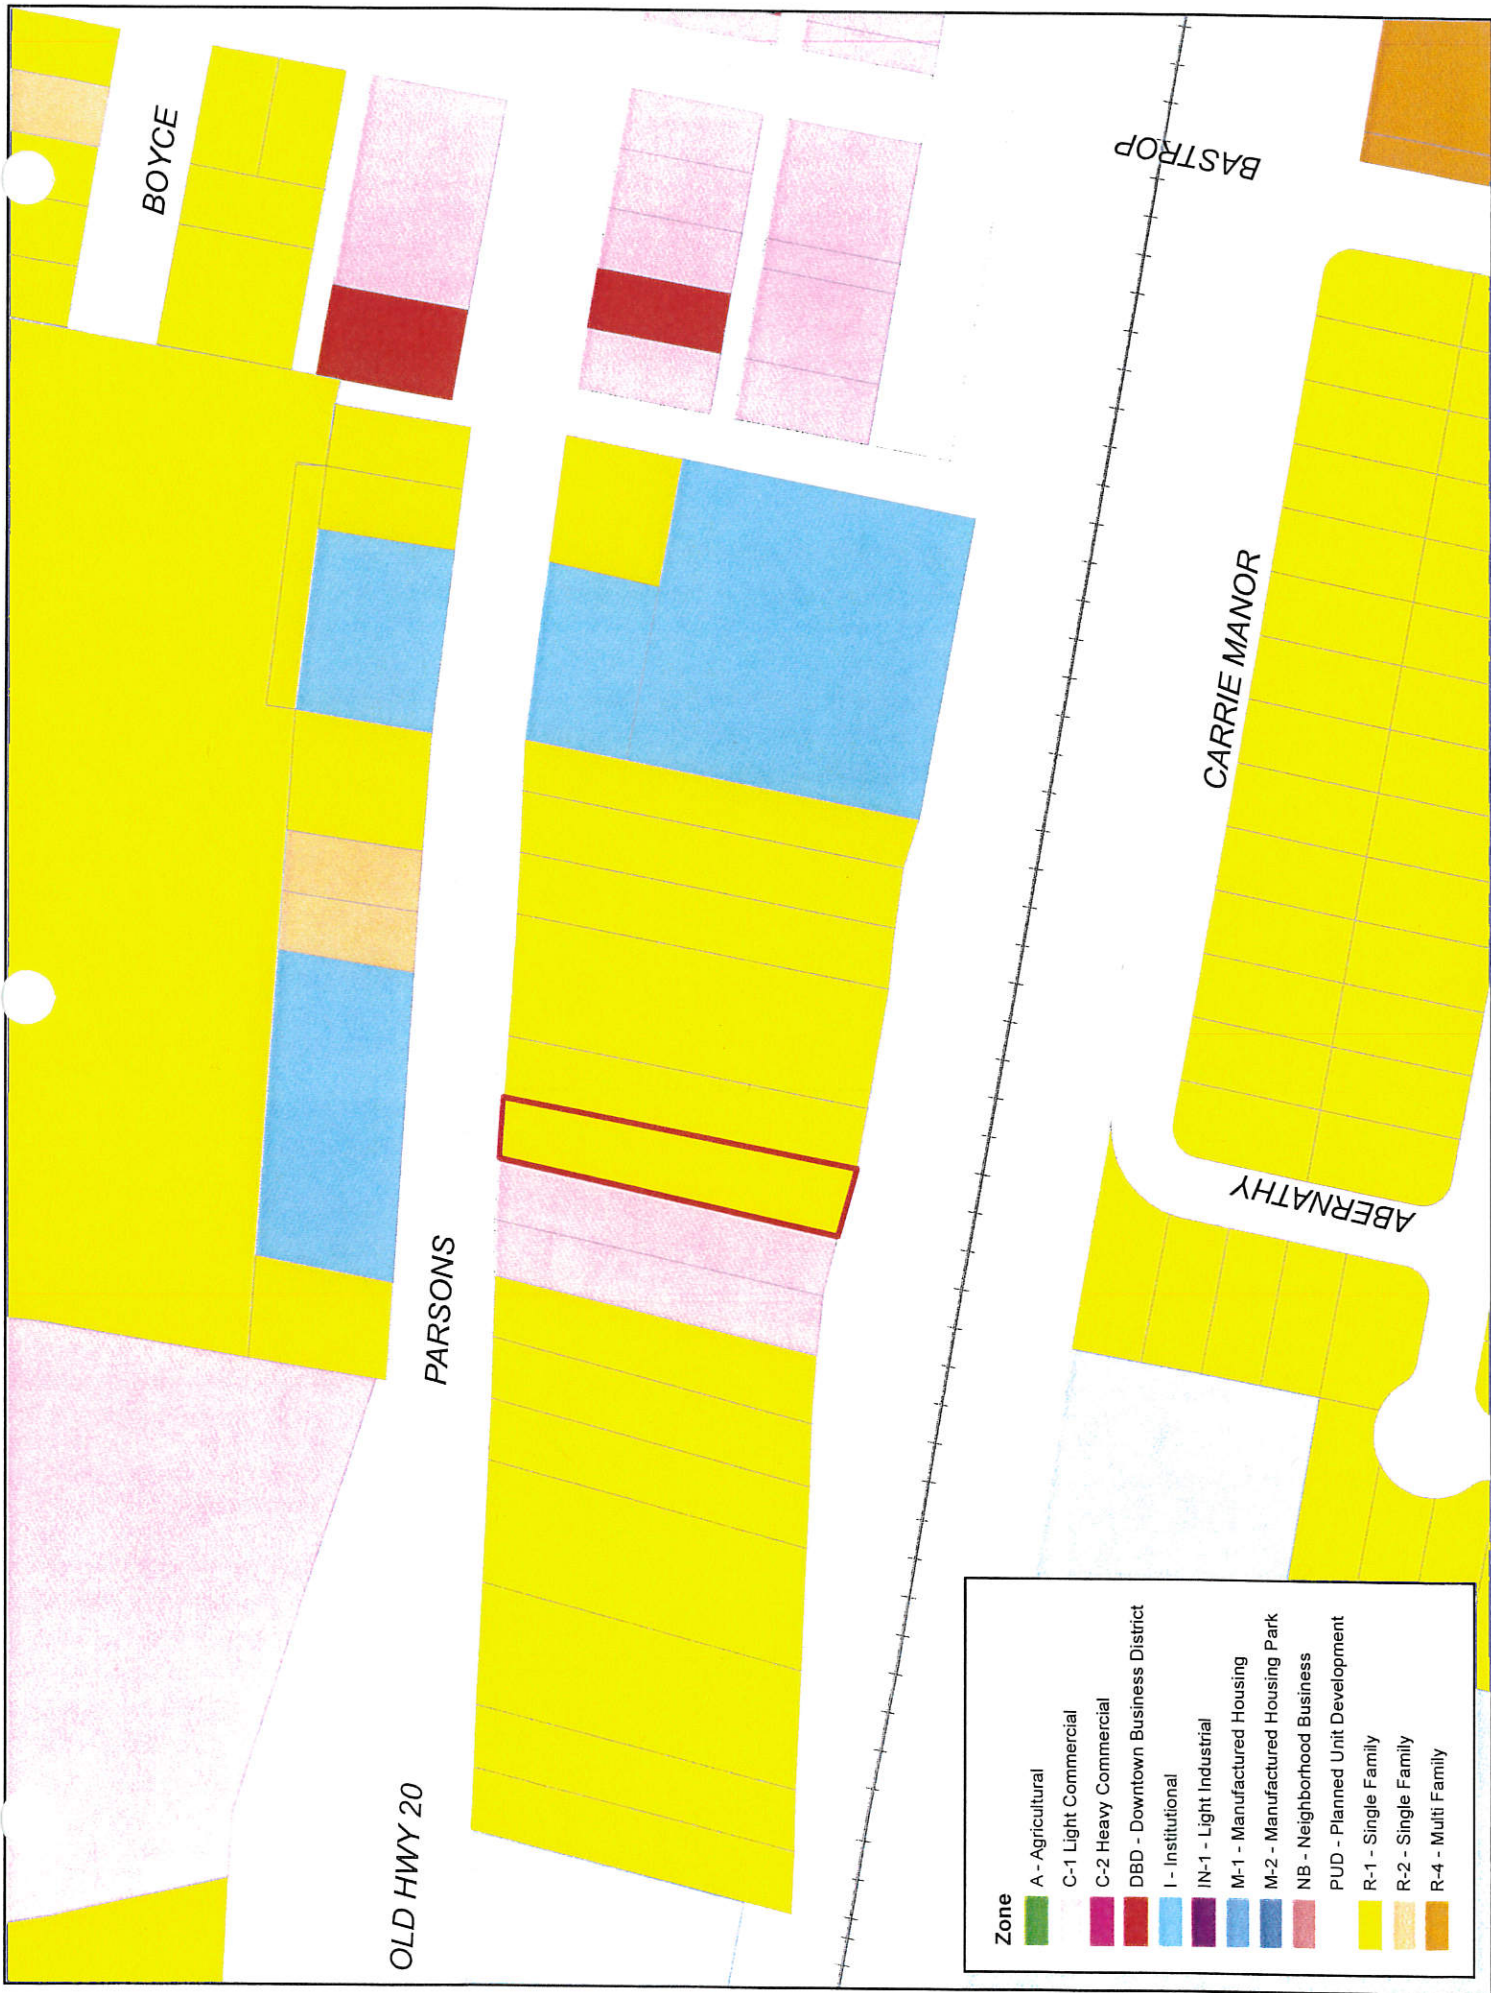 BOYCE
BASTROP
PARSONS
CARRIE MANOR
ABERNATHY
OLD HWY 20
Zone
A - Agricultural
C-1 Light Commercial
C-2 Heavy Commercial
DBD - Downtown Business District
I - Institutional
IN-1 - Light Industrial
M-1 - Manufactured Housing
M-2 - Manufactured Housing Park
NB - Neighborhood Business
PUD - Planned Unit Development
R-1 - Single Family
R-2 - Single Family
R-4 - Multi Family